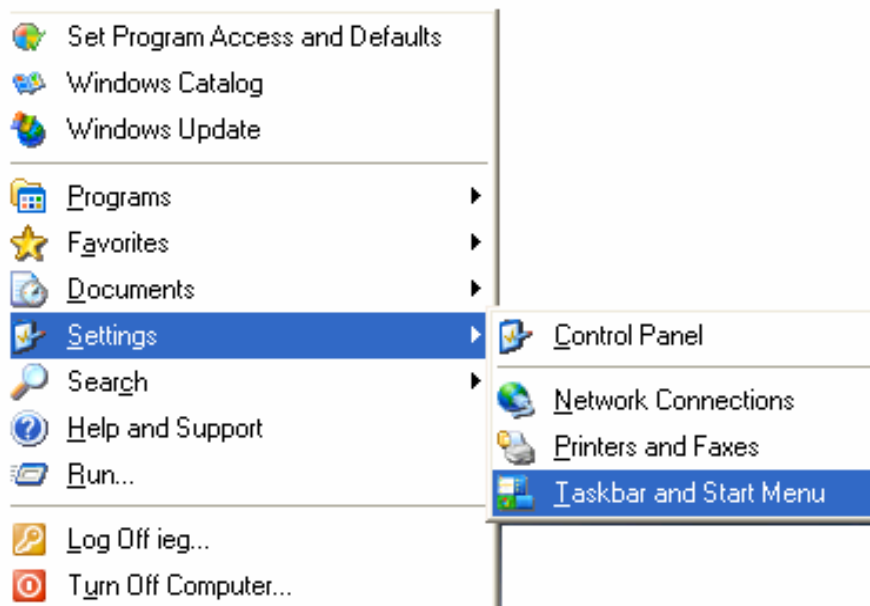 Set Program Access and Defaults
Windows Catalog
Windows Update
Programs
Favorites
Documents
Settings
Search
Help and Support
Run...
Log Off ieg...
Turn Off Computer...
Control Panel
Network Connections
Printers and Faxes
Taskbar and Start Menu